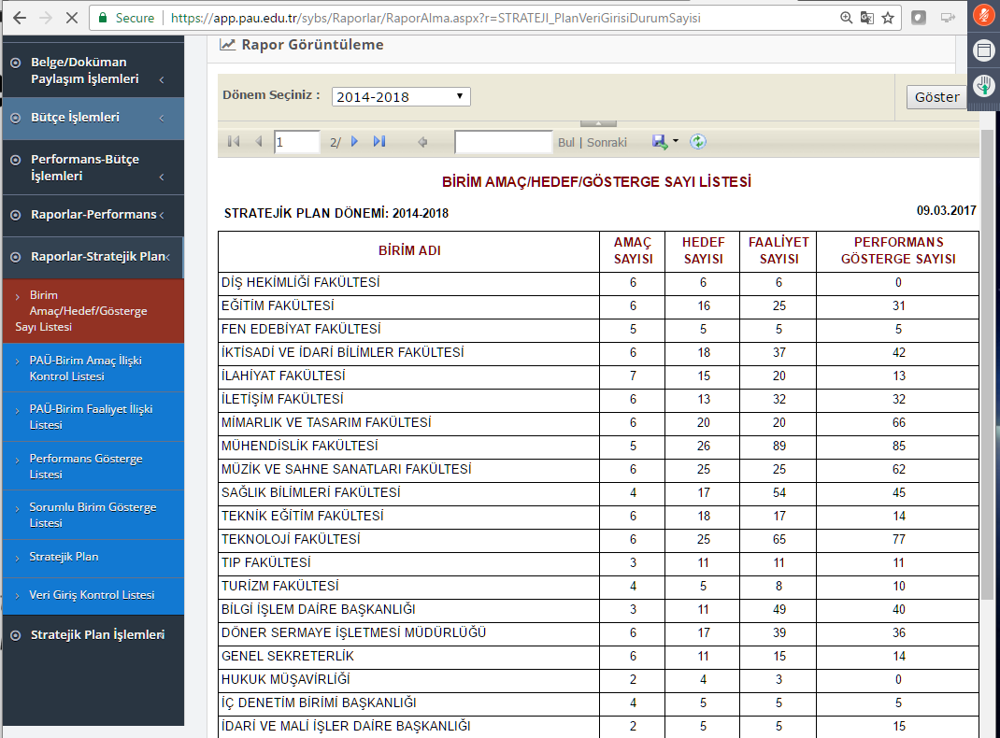 Secure https://app.pau.edu.tr/sybs/Raporlar/RaporAlma.aspx?r=STRATEJI_PlanVeriGirisiDurumSayisi
Belge/Doküman
Paylaşım İşlemleri
Bütçe İşlemleri
Performans-Bütçe
İşlemleri
Raporlar-Performans
Raporlar-Stratejik Plan
Birim
Amaç/Hedef/Gösterge
Sayı Listesi
PAÜ-Birim Amaç İlişki
Kontrol Listesi
PAÜ-Birim Faaliyet İlişki
Listesi
Performans Gösterge
Listesi
Sorumlu Birim Gösterge
Listesi
Stratejik Plan
Veri Giriş Kontrol Listesi
Stratejik Plan İşlemleri
Rapor Görüntüleme
Dönem Seçiniz : 2014-2018 Göster
1 2/ Bul | Sonraki
BİRİM AMAÇ/HEDEF/GÖSTERGE SAYI LİSTESİ
STRATEJİK PLAN DÖNEMİ: 2014-2018 09.03.2017
BİRİM ADI AMAÇ SAYISI HEDEF SAYISI FAALİYET SAYISI PERFORMANS GÖSTERGE SAYISI
DİŞ HEKİMLİĞİ FAKÜLTESİ 6 6 6 0
EĞİTİM FAKÜLTESİ 6 16 25 31
FEN EDEBİYAT FAKÜLTESİ 5 5 5 5
İKTİSADİ VE İDARİ BİLİMLER FAKÜLTESİ 6 18 37 42
İLAHİYAT FAKÜLTESİ 7 15 20 13
İLETİŞİM FAKÜLTESİ 6 13 32 32
MİMARLIK VE TASARIM FAKÜLTESİ 6 20 20 66
MÜHENDİSLİK FAKÜLTESİ 5 26 89 85
MÜZİK VE SAHNE SANATLARI FAKÜLTESİ 6 25 25 62
SAĞLIK BİLİMLERİ FAKÜLTESİ 4 17 54 45
TEKNİK EĞİTİM FAKÜLTESİ 6 18 17 14
TEKNOLOJİ FAKÜLTESİ 6 25 65 77
TIP FAKÜLTESİ 3 11 11 11
TURİZM FAKÜLTESİ 4 5 8 10
BİLGİ İŞLEM DAİRE BAŞKANLIĞI 3 11 49 40
DÖNER SERMAYE İŞLETMESİ MÜDÜRLÜĞÜ 6 17 39 36
GENEL SEKRETERLİK 6 11 15 14
HUKUK MÜŞAVİRLİĞİ 2 4 3 0
İÇ DENETİM BİRİMİ BAŞKANLIĞI 4 5 5 5
İDARİ VE MALİ İŞLER DAİRE BAŞKANLIĞI 2 5 5 15